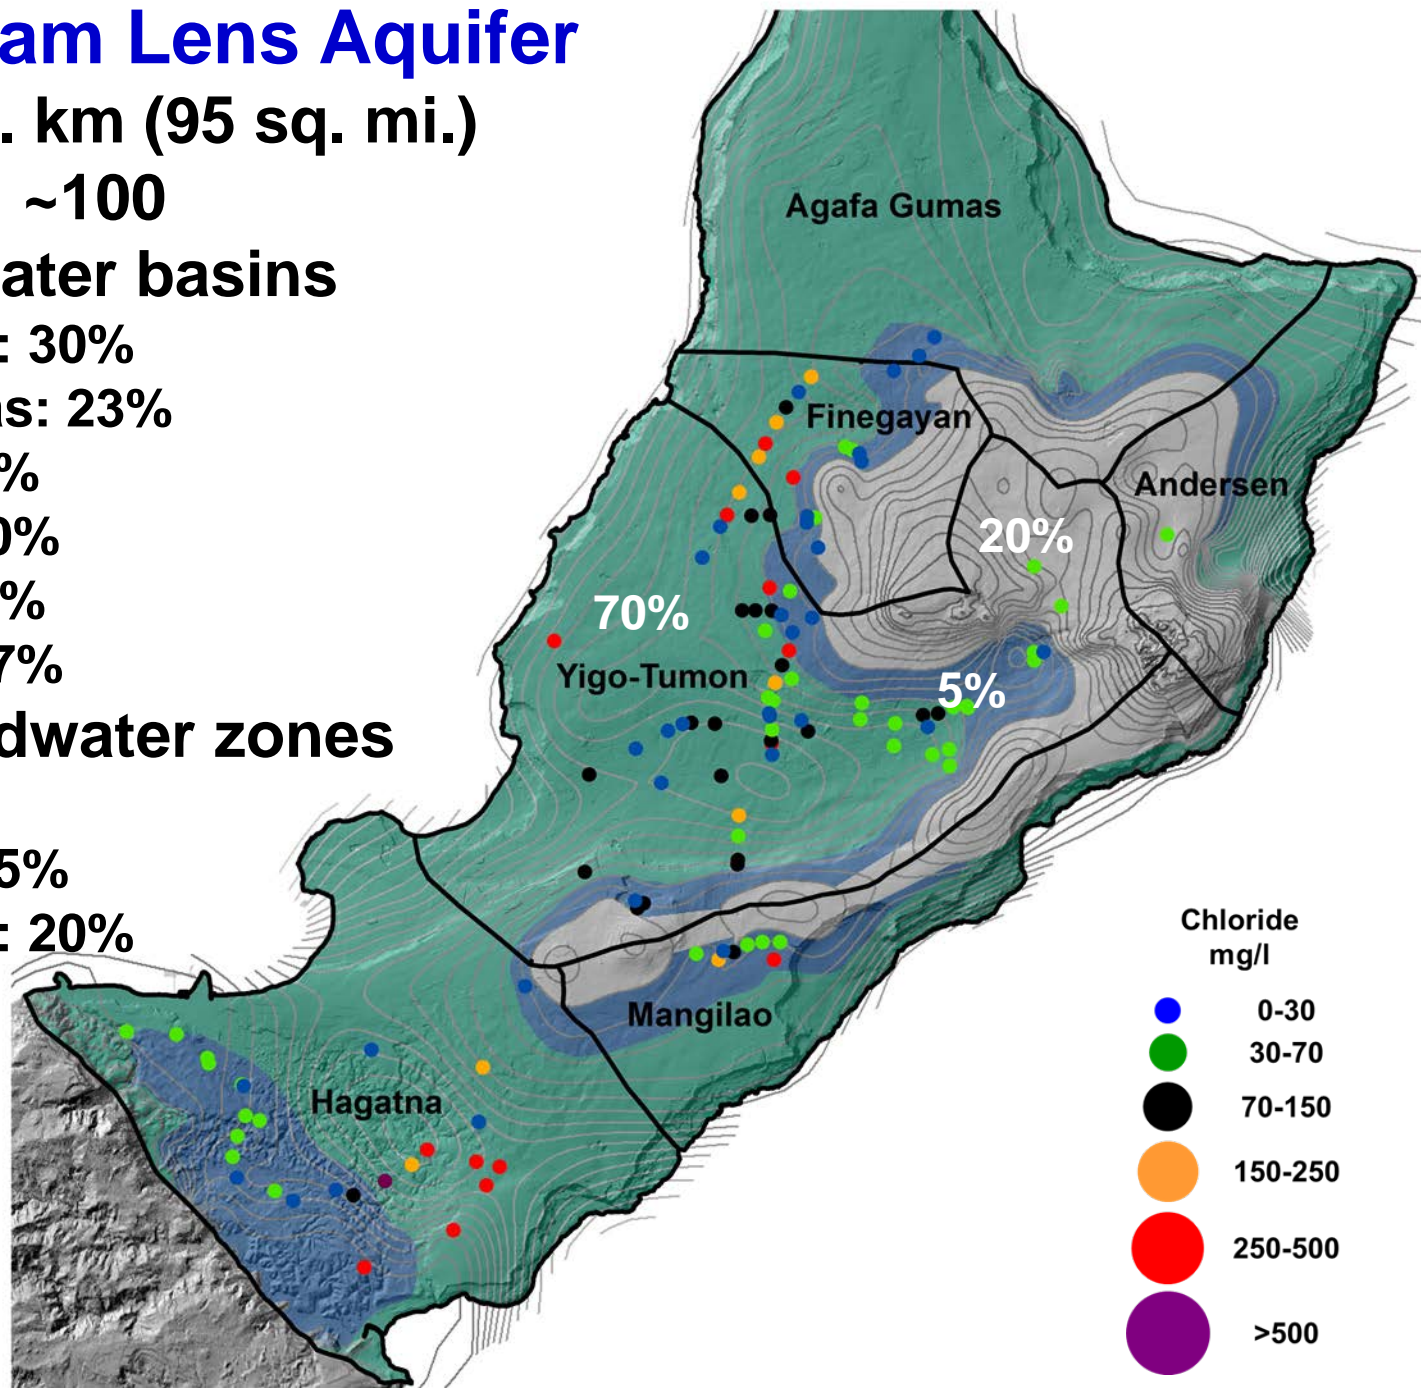 am Lens Aquifer
. km (95 sq. mi.)
~100
ater basins
: 30%
as: 23%
%
0%
%
7%
dwater zones
5%
: 20%
Agafa Gumas
Finegayan
Andersen
20%
70%
Yigo-Tumon
5%
Mangilao
Hagatna
Chloride
mg/l
0-30
30-70
70-150
150-250
250-500
>500